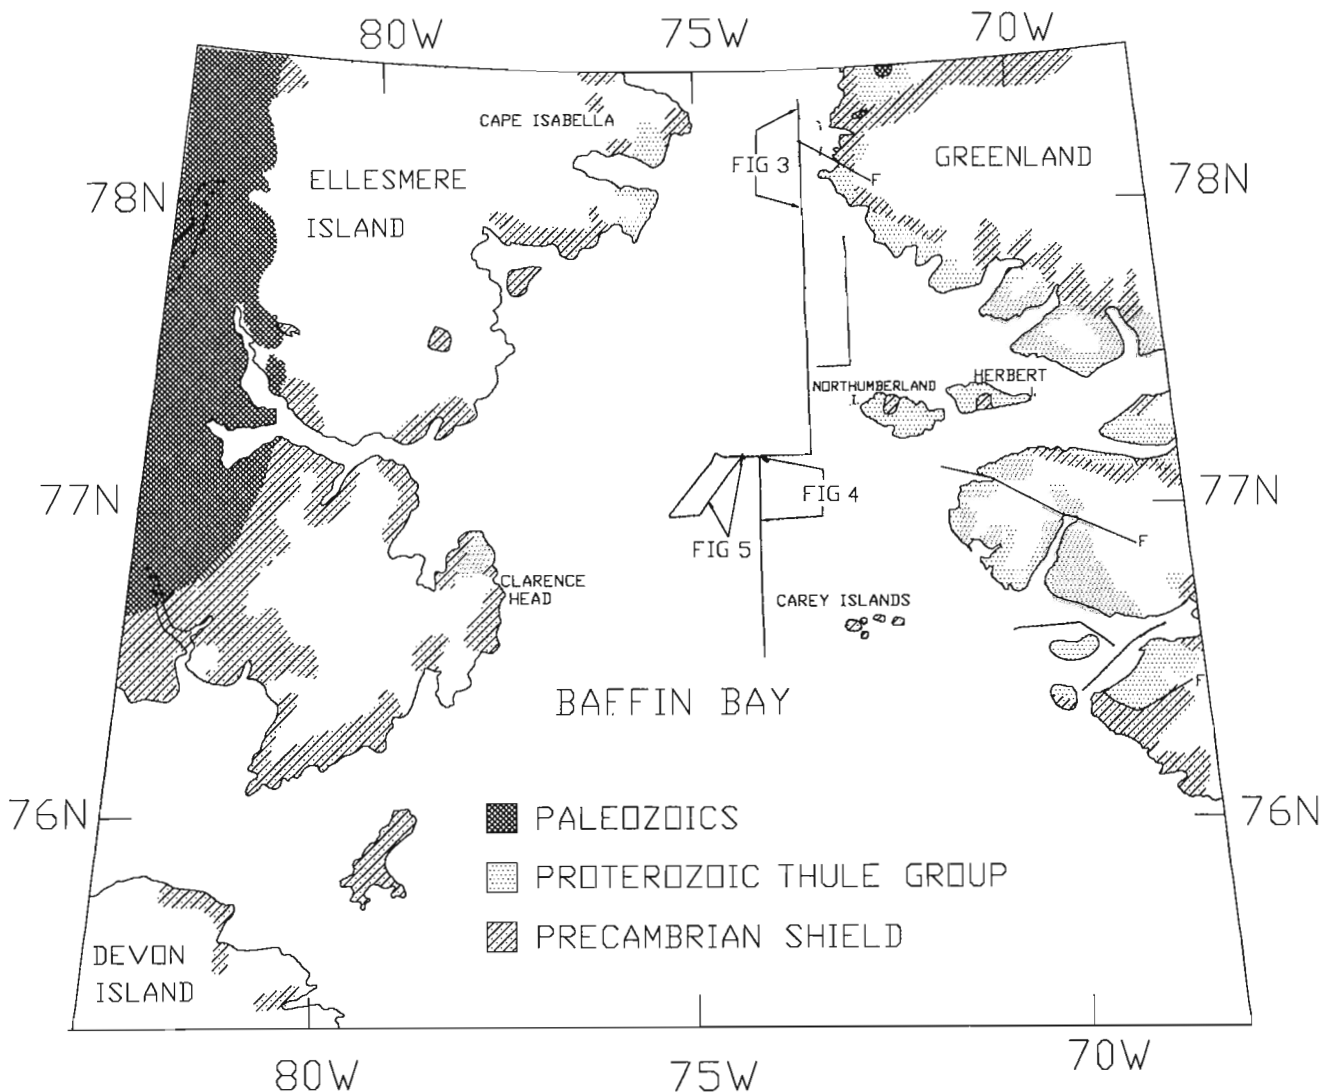 80W
75W
70W
CAPE ISABELLA
ELLESMERE
ISLAND
FIG 3
GREENLAND
F
78N
78N
NORTHUMBERLAND
I.
HERBERT
I.
77N
77N
FIG 4
FIG 5
F
CLARENCE
HEAD
CAREY ISLANDS
F
BAFFIN BAY
76N
76N
PALEOZOICS
PROTEROZOIC THULE GROUP
PRECAMBRIAN SHIELD
DEVON
ISLAND
80W
75W
70W